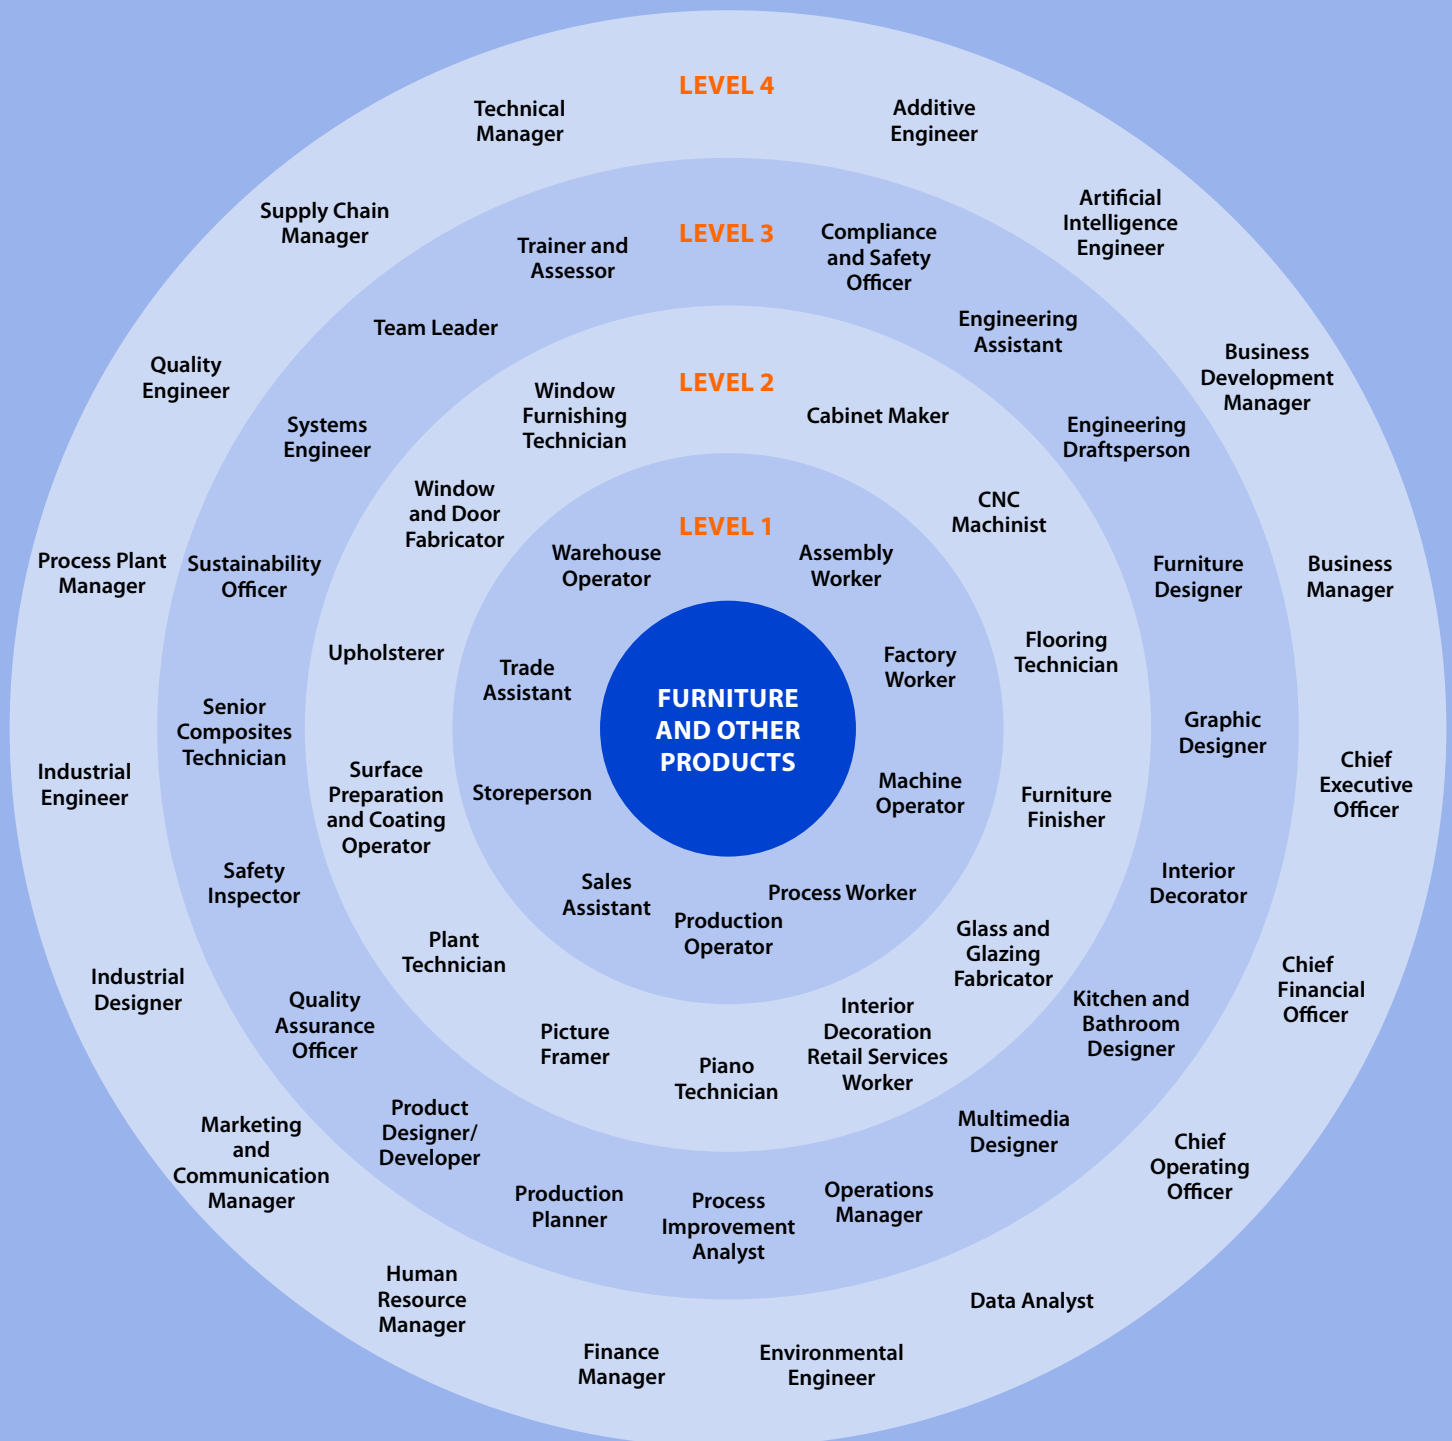 LEVEL 4
Additive
Engineer
Artificial
Intelligence
Engineer
Business
Development
Manager
Business
Manager
Chief
Executive
Officer
Chief
Financial
Officer
Chief
Operating
Officer
Data Analyst
Environmental
Engineer
Finance
Manager
Human
Resource
Manager
Marketing
and
Communication
Manager
Industrial
Designer
Industrial
Engineer
Process Plant
Manager
Quality
Engineer
Supply Chain
Manager
Technical
Manager
LEVEL 3
Compliance
and Safety
Officer
Engineering
Assistant
Engineering
Draftsperson
Furniture
Designer
Graphic
Designer
Interior
Decorator
Kitchen and
Bathroom
Designer
Multimedia
Designer
Operations
Manager
Process
Improvement
Analyst
Production
Planner
Product
Designer/
Developer
Quality
Assurance
Officer
Safety
Inspector
Senior
Composites
Technician
Sustainability
Officer
Systems
Engineer
Team Leader
Trainer and
Assessor
LEVEL 2
Cabinet Maker
CNC
Machinist
Flooring
Technician
Furniture
Finisher
Glass and
Glazing
Fabricator
Interior
Decoration
Retail Services
Worker
Piano
Technician
Picture
Framer
Plant
Technician
Surface
Preparation
and Coating
Operator
Upholsterer
Window
and Door
Fabricator
Window
Furnishing
Technician
LEVEL 1
Assembly
Worker
Factory
Worker
Machine
Operator
Process Worker
Production
Operator
Sales
Assistant
Storeperson
Trade
Assistant
Warehouse
Operator
FURNITURE
AND OTHER
PRODUCTS